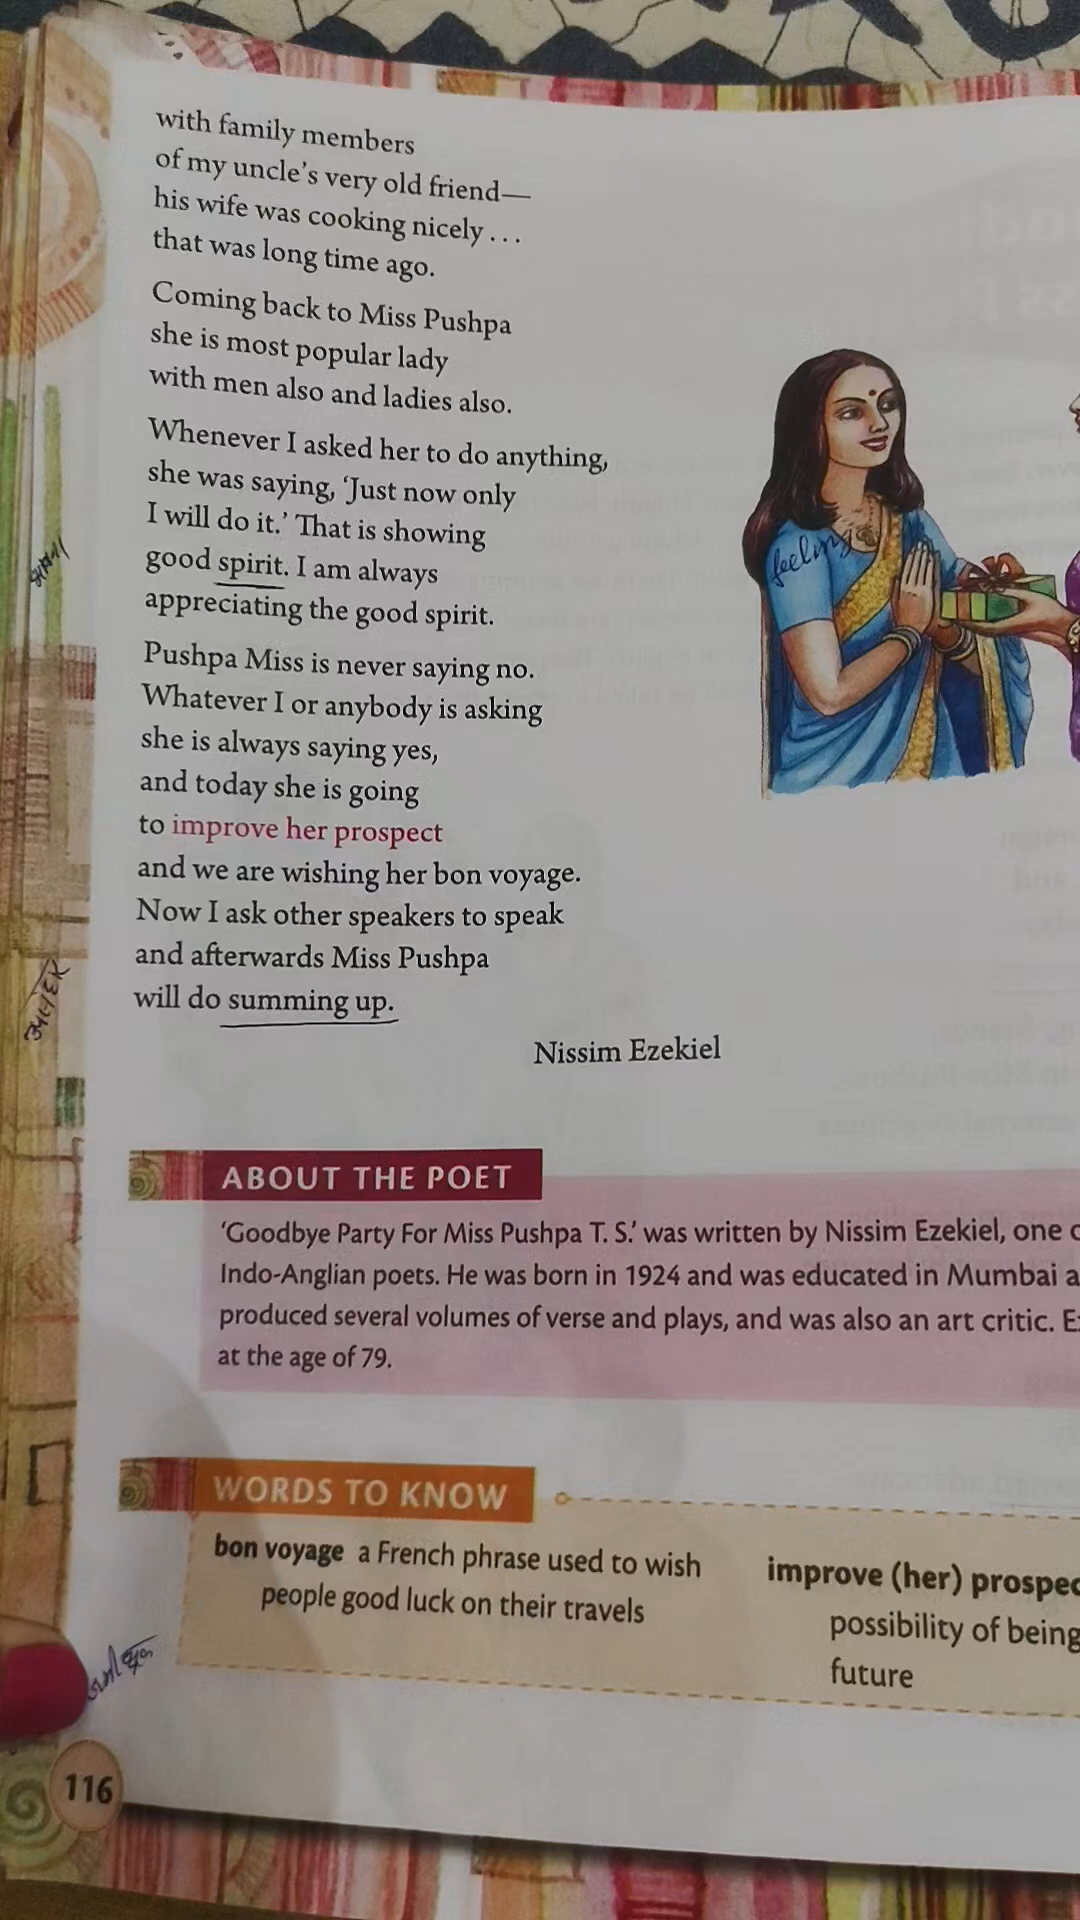 with family members
of my uncle's very old friend—
his wife was cooking nicely . . .
that was long time ago.
Coming back to Miss Pushpa
she is most popular lady
with men also and ladies also.
Whenever I asked her to do anything,
she was saying, ‘Just now only
I will do it.’ That is showing
good spirit. I am always
appreciating the good spirit.
Pushpa Miss is never saying no.
Whatever I or anybody is asking
she is always saying yes,
and today she is going
to improve her prospect
and we are wishing her bon voyage.
Now I ask other speakers to speak
and afterwards Miss Pushpa
will do summing up.
Nissim Ezekiel
feeling
ABOUT THE POET
‘Goodbye Party For Miss Pushpa T. S.’ was written by Nissim Ezekiel, one
Indo-Anglian poets. He was born in 1924 and was educated in Mumbai
produced several volumes of verse and plays, and was also an art critic.
at the age of 79.
WORDS TO KNOW
bon voyage a French phrase used to wish
people good luck on their travels
improve (her) prospec
possibility of being
future
116